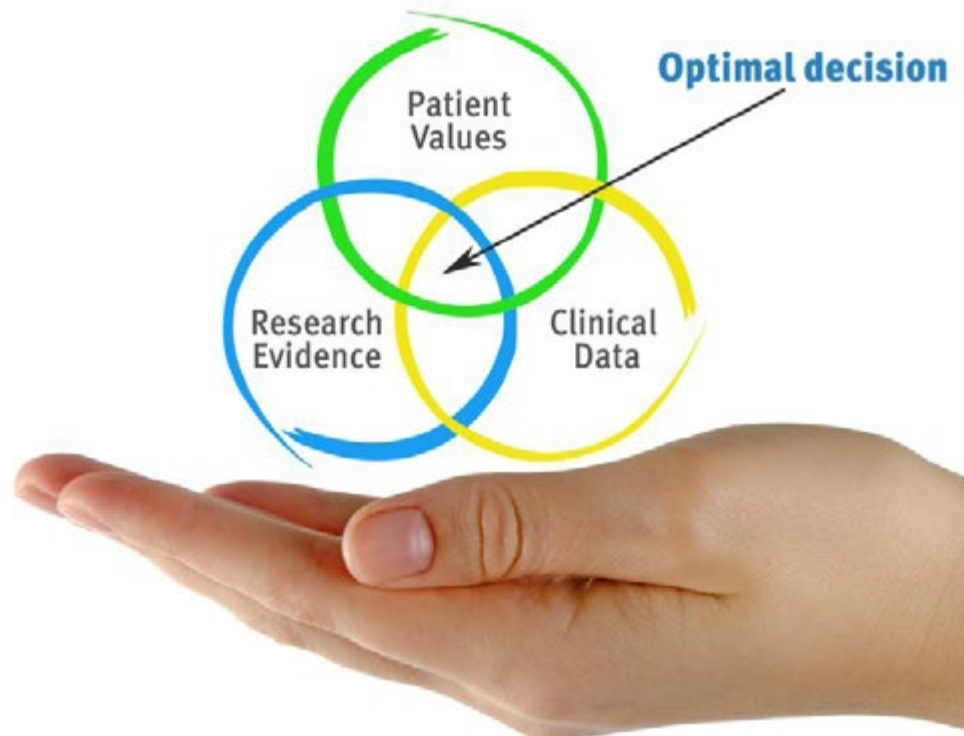 Optimal decision
Patient
Values
Research
Evidence
Clinical
Data